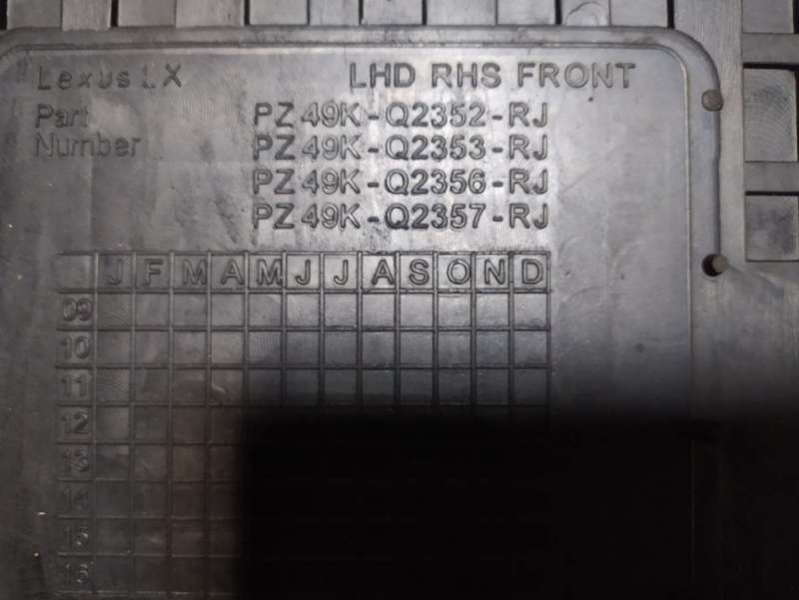 Lexus LX LHD RHS FRONT
Part PZ49K-Q2352-RJ
Number PZ49K-Q2353-RJ
PZ49K-Q2356-RJ
PZ49K-Q2357-RJ
J F M A M J J A S O N D
09
10
11
12
13
14
15
16